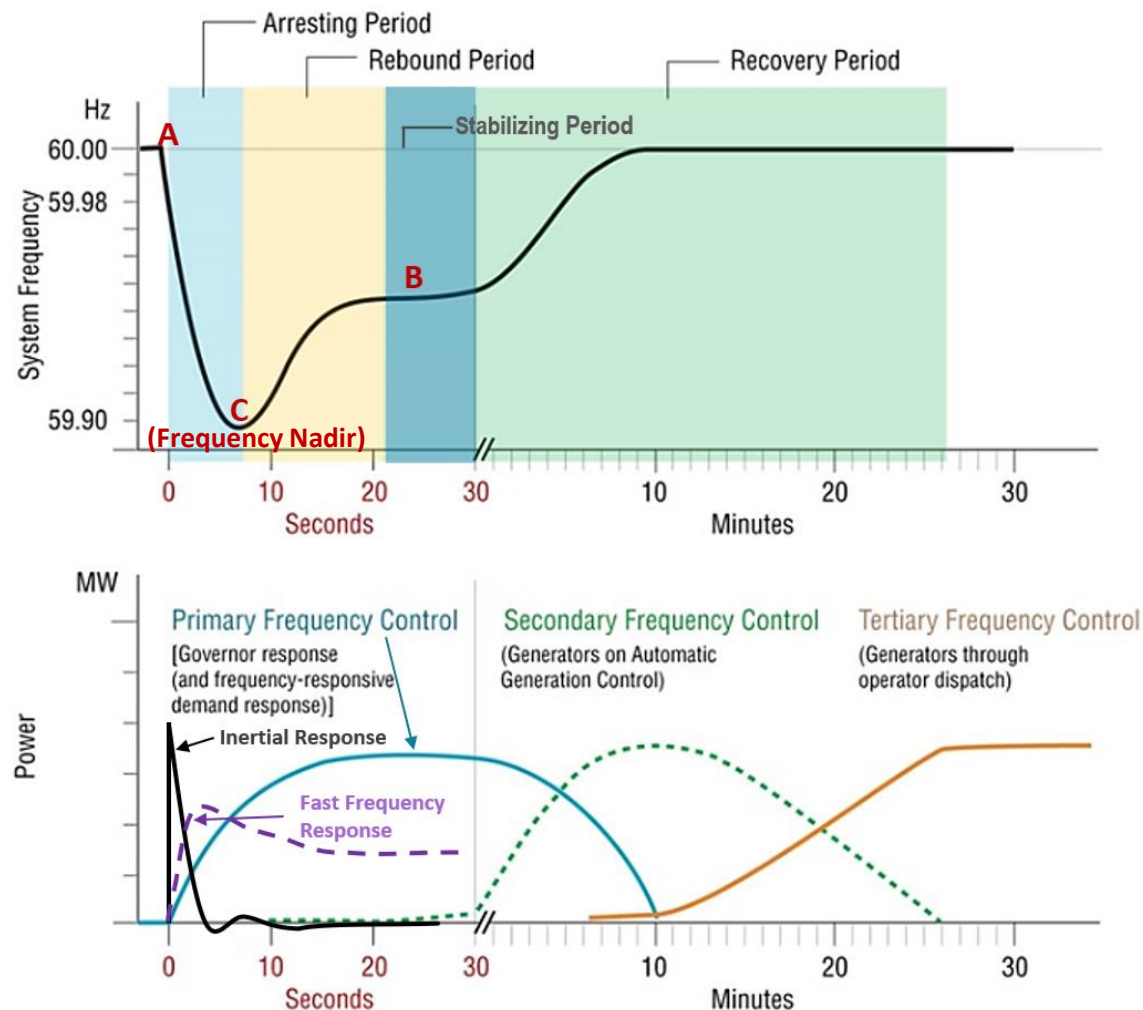 Arresting Period
Rebound Period
Recovery Period
Hz
A
Stabilizing Period
60.00
59.98
System Frequency
B
C
59.90
(Frequency Nadir)
0 10 20 30 10 20 30
Seconds Minutes
MW
Primary Frequency Control
[Governor response
(and frequency-responsive
demand response)]
Secondary Frequency Control
(Generators on Automatic
Generation Control)
Tertiary Frequency Control
(Generators through
operator dispatch)
Power
Inertial Response
Fast Frequency
Response
0 10 20 30 10 20 30
Seconds Minutes